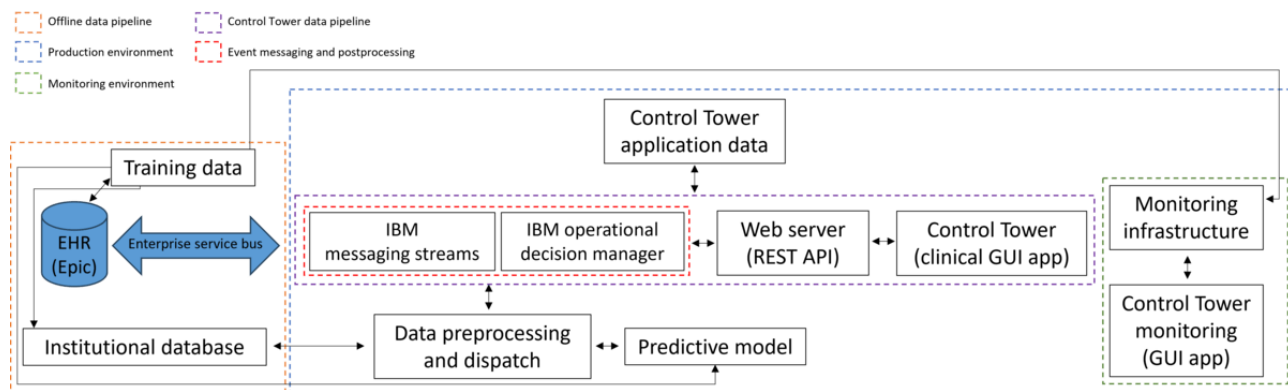 Offline data pipeline
Control Tower data pipeline
Production environment
Event messaging and postprocessing
Monitoring environment
Control Tower
application data
Training data
EHR
(Epic)
Enterprise service bus
IBM
messaging streams
IBM operational
decision manager
Web server
(REST API)
Control Tower
(clinical GUI app)
Monitoring
infrastructure
Institutional database
Data preprocessing
and dispatch
Predictive model
Control Tower
monitoring
(GUI app)